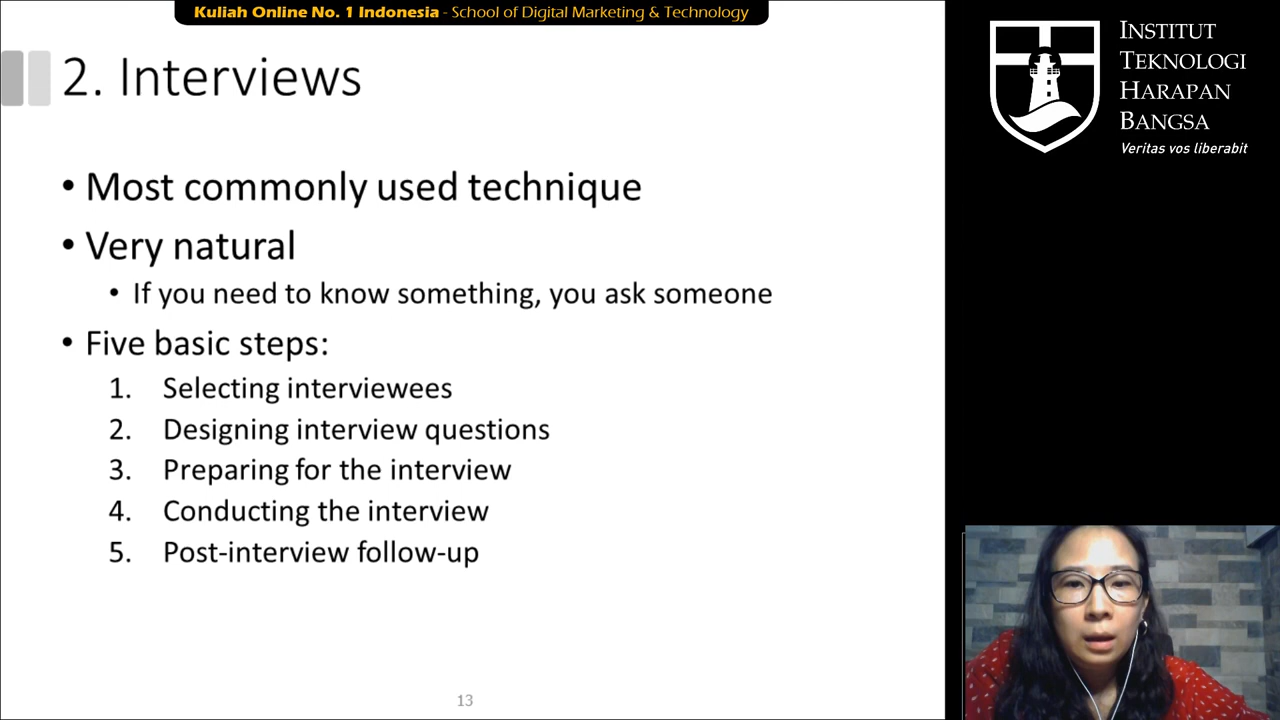 Kuliah Online No. 1 Indonesia - School of Digital Marketing & Technology
2. Interviews
• Most commonly used technique
• Very natural
• If you need to know something, you ask someone
• Five basic steps:
1. Selecting interviewees
2. Designing interview questions
3. Preparing for the interview
4. Conducting the interview
5. Post-interview follow-up
13
INSTITUT
TEKNOLOGI
HARAPAN
BANGSA
Veritas vos liberabit